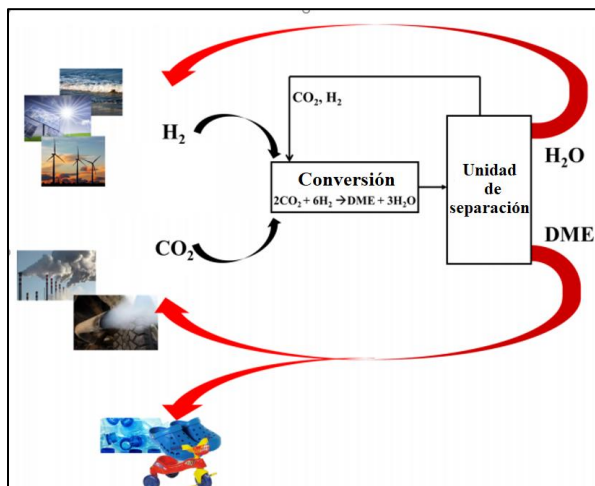 CO₂, H₂
H₂
Conversión
2CO₂ + 6H₂ →DME + 3H₂O
Unidad
de
separación
H₂O
CO₂
DME